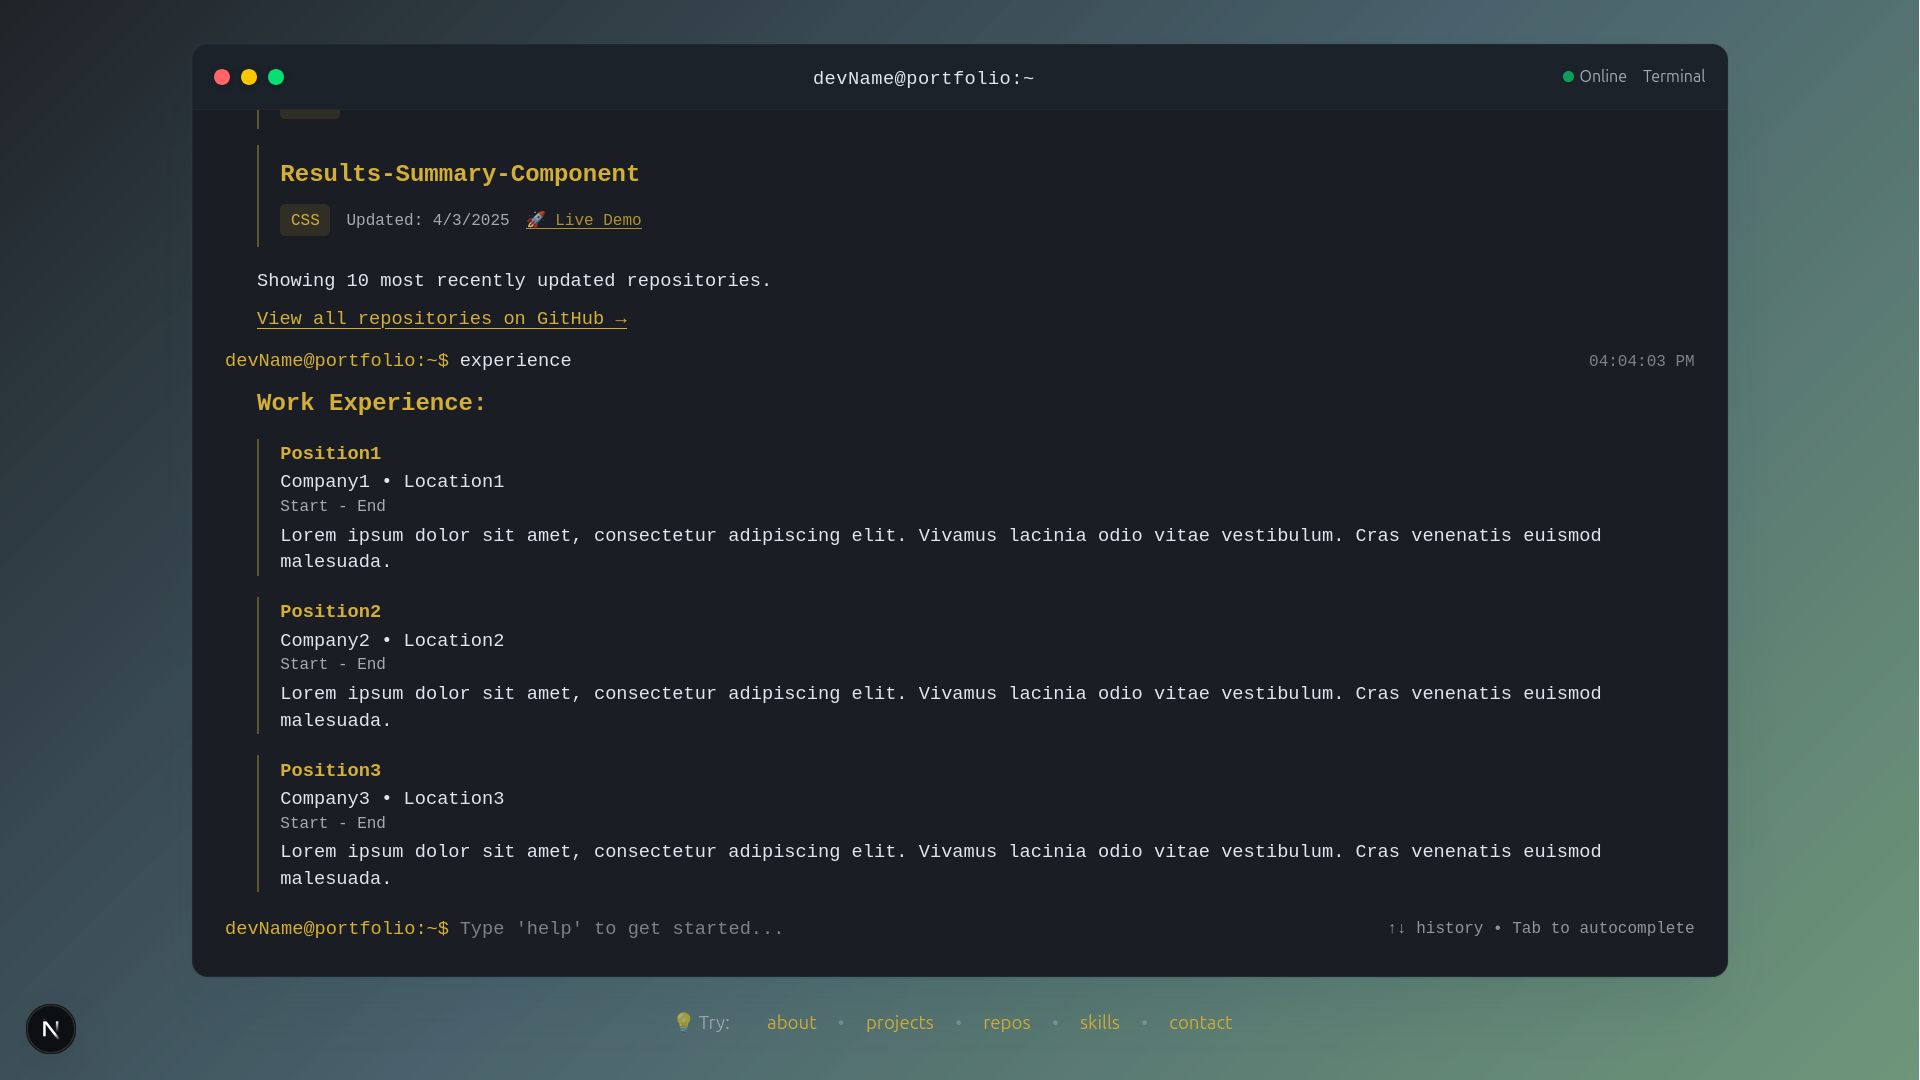 devName@portfolio:~
Online Terminal
Results-Summary-Component
CSS Updated: 4/3/2025 🚀 Live Demo
Showing 10 most recently updated repositories.
View all repositories on GitHub →
devName@portfolio:~$ experience 04:04:03 PM
Work Experience:
Position1
Company1 • Location1
Start - End
Lorem ipsum dolor sit amet, consectetur adipiscing elit. Vivamus lacinia odio vitae vestibulum. Cras venenatis euismod
malesuada.
Position2
Company2 • Location2
Start - End
Lorem ipsum dolor sit amet, consectetur adipiscing elit. Vivamus lacinia odio vitae vestibulum. Cras venenatis euismod
malesuada.
Position3
Company3 • Location3
Start - End
Lorem ipsum dolor sit amet, consectetur adipiscing elit. Vivamus lacinia odio vitae vestibulum. Cras venenatis euismod
malesuada.
devName@portfolio:~$ Type 'help' to get started... ↑↓ history • Tab to autocomplete
💡 Try: about • projects • repos • skills • contact
N